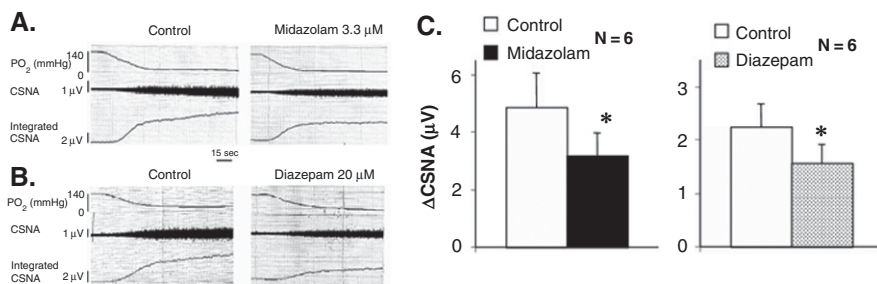 A.
Control
Midazolam 3.3 μM
PO2 (mmHg)
140
0
CSNA
1 μV
Integrated
CSNA
2 μV
15 sec
B.
Control
Diazepam 20 μM
PO2 (mmHg)
140
0
CSNA
1 μV
Integrated
CSNA
2 μV
C.
Control
Midazolam
N = 6
ΔCSNA (μV)
6
4
2
0
*
Control
Diazepam
N = 6
3
2
1
0
*